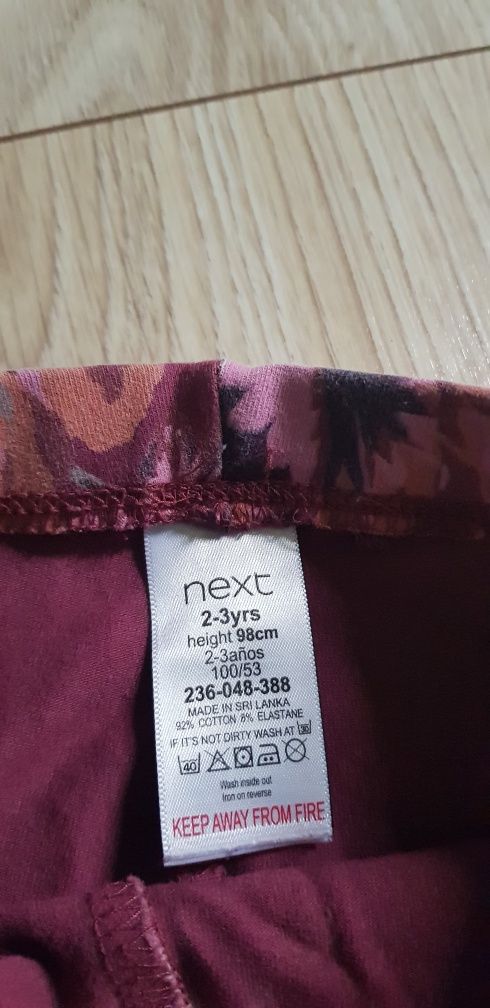 next
2-3yrs
height 98cm
2-3años
100/53
236-048-388
MADE IN SRI LANKA
92% COTTON 8% ELASTANE
IF IT'S NOT DIRTY WASH AT 30
40
Wash inside out
Iron on reverse
KEEP AWAY FROM FIRE